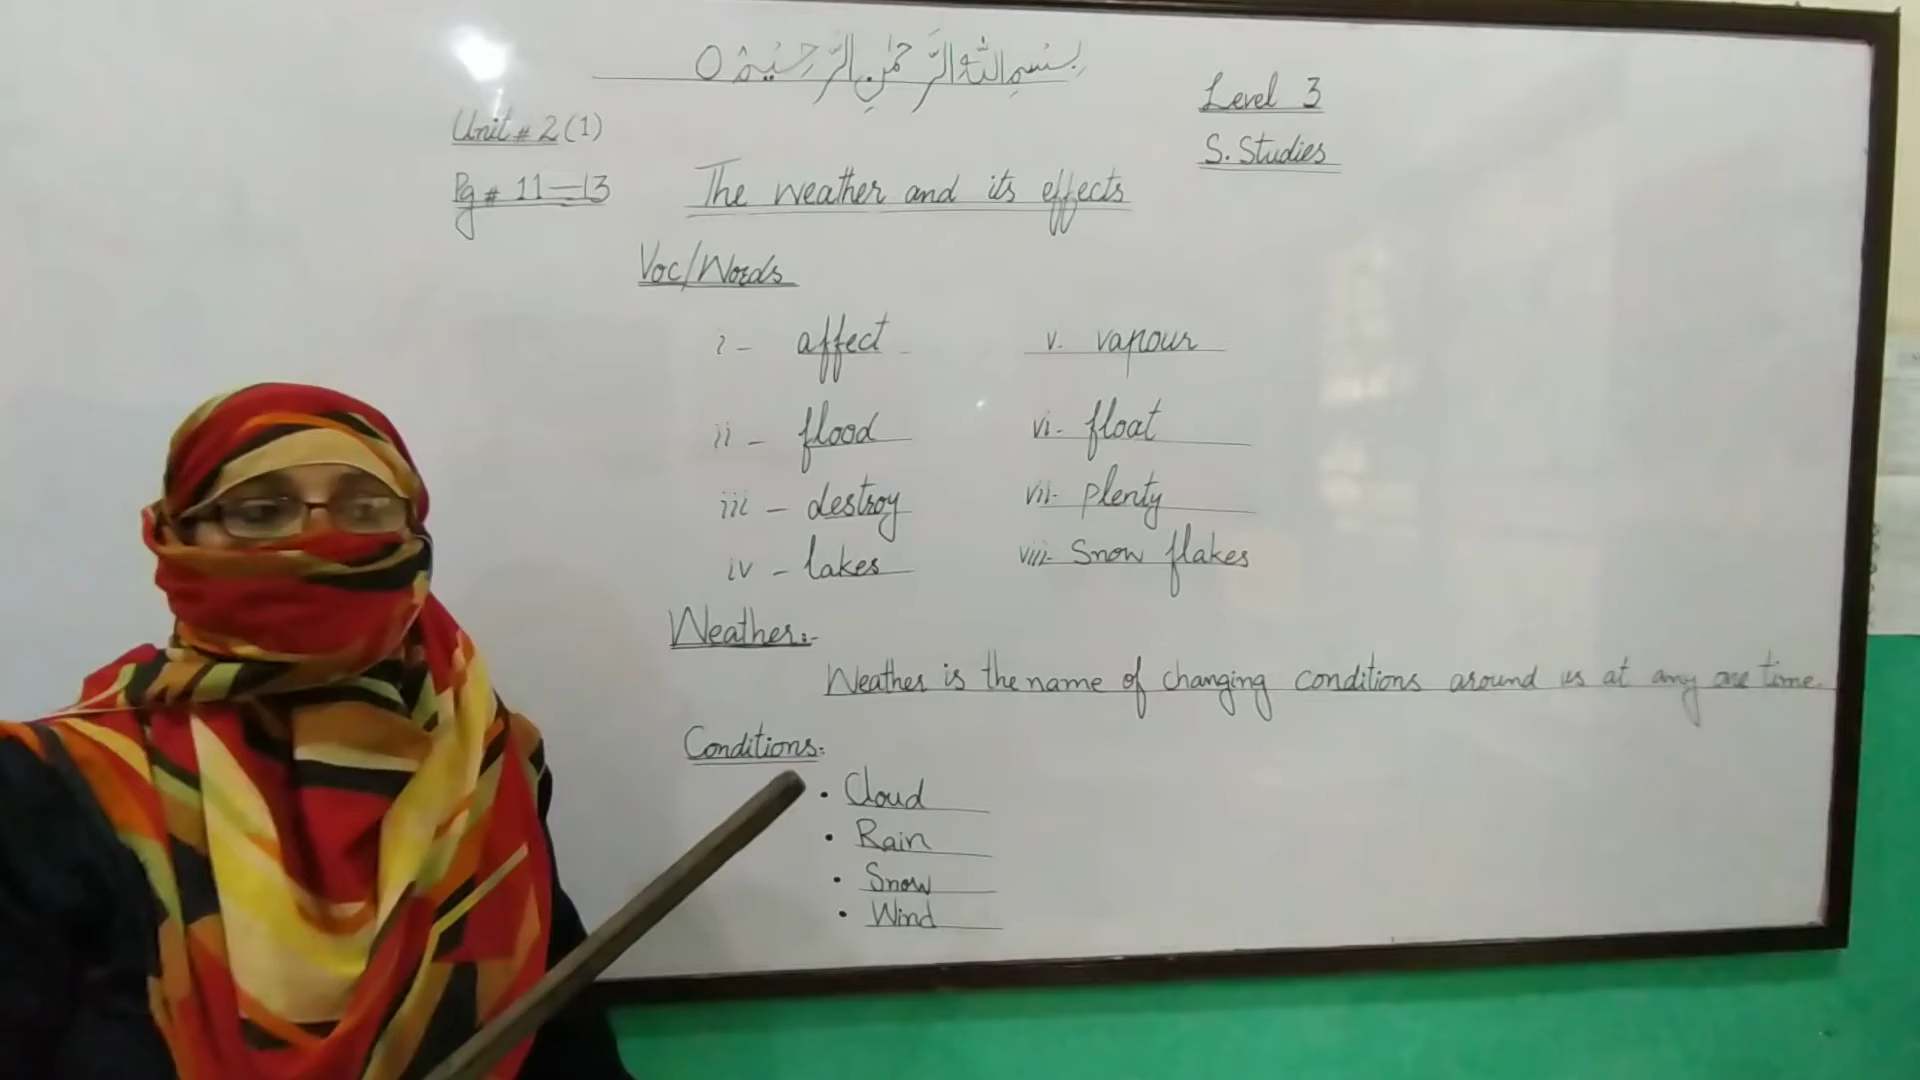 بِسْمِ اللهِ الرَّحْمٰنِ الرَّحِيْمِ ○
Level 3
S. Studies
Unit # 2 (1)
Pg # 11—13
The weather and its effects
Voc/Words
i - affect
ii - flood
iii - destroy
iv - lakes
v. vapour
vi- float
vii- plenty
viii- Snow flakes
Weather:-
Weather is the name of changing conditions around us at any one time.
Conditions:
• Cloud
• Rain
• Snow
• Wind